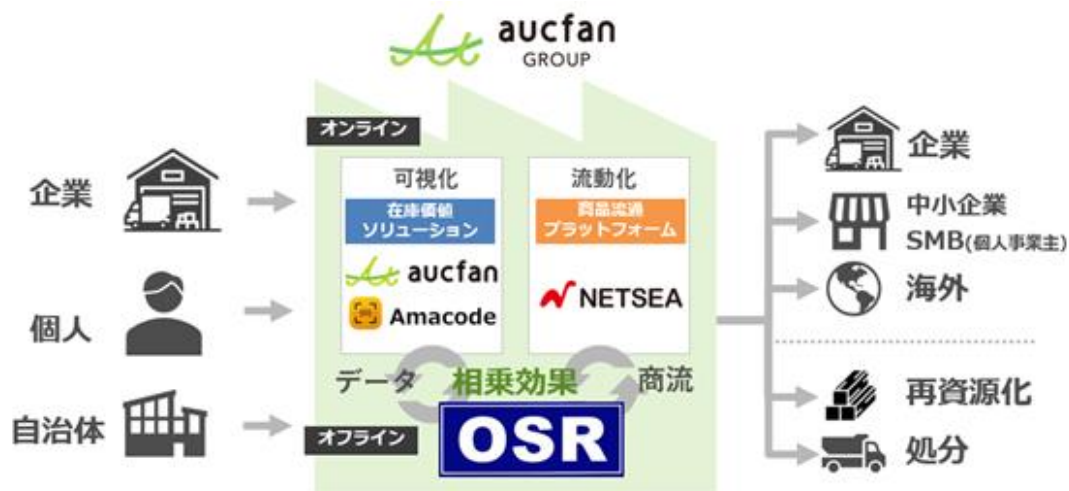 aucfan
GROUP
オンライン
企業
個人
自治体
可視化
在庫価値
ソリューション
aucfan
Amacode
流動化
商品流通
プラットフォーム
NETSEA
データ
相乗効果
商流
オフライン
OSR
企業
中小企業
SMB(個人事業主)
海外
再資源化
処分